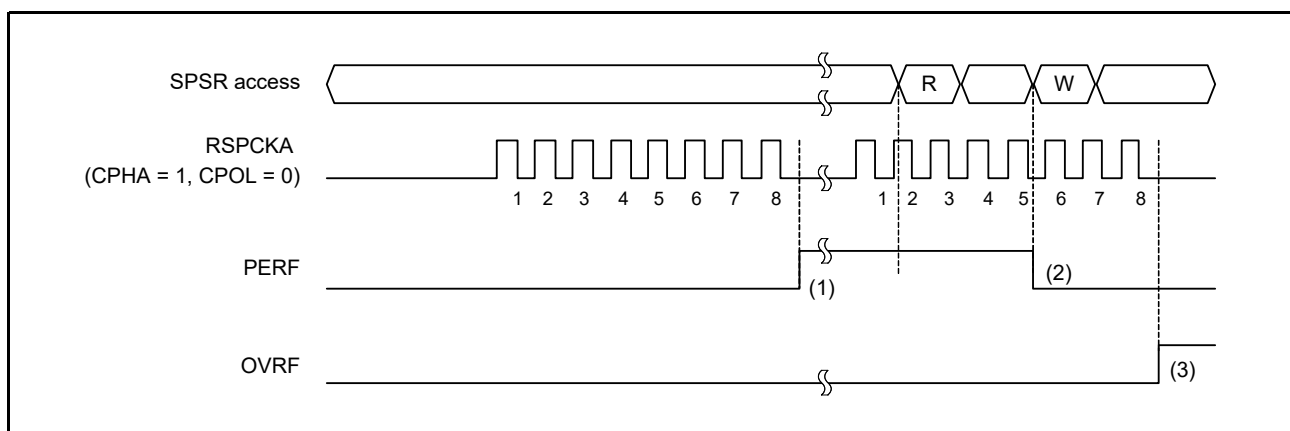 SPSR access
R
W
RSPCKA
(CPHA = 1, CPOL = 0)
1 2 3 4 5 6 7 8 1 2 3 4 5 6 7 8
PERF
(1)
(2)
OVRF
(3)